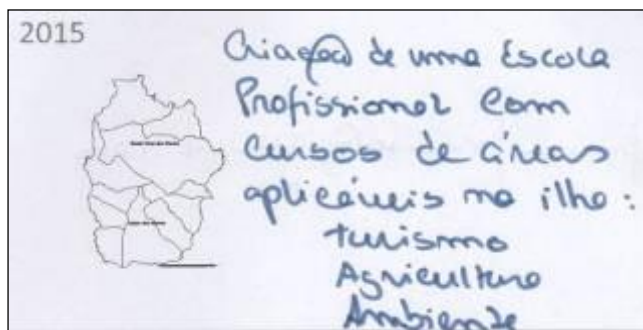 2015
Criação de uma Escola
Profissional com
cursos de áreas
aplicáveis na ilha:
turismo
Agricultura
Ambiente